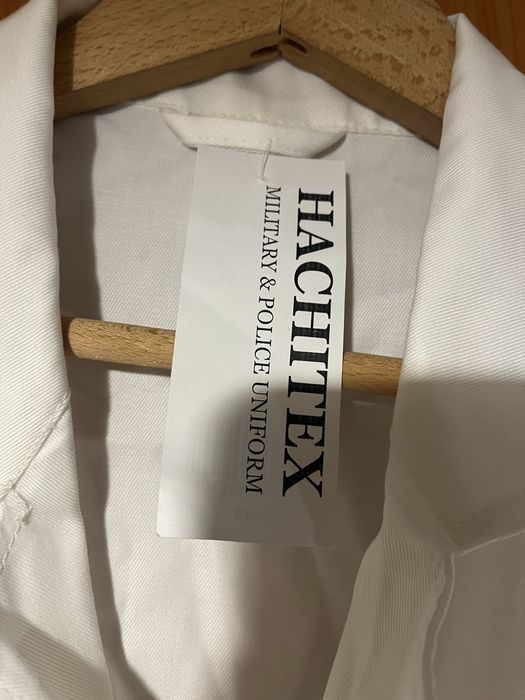 HACHITEX
MILITARY & POLICE UNIFORM